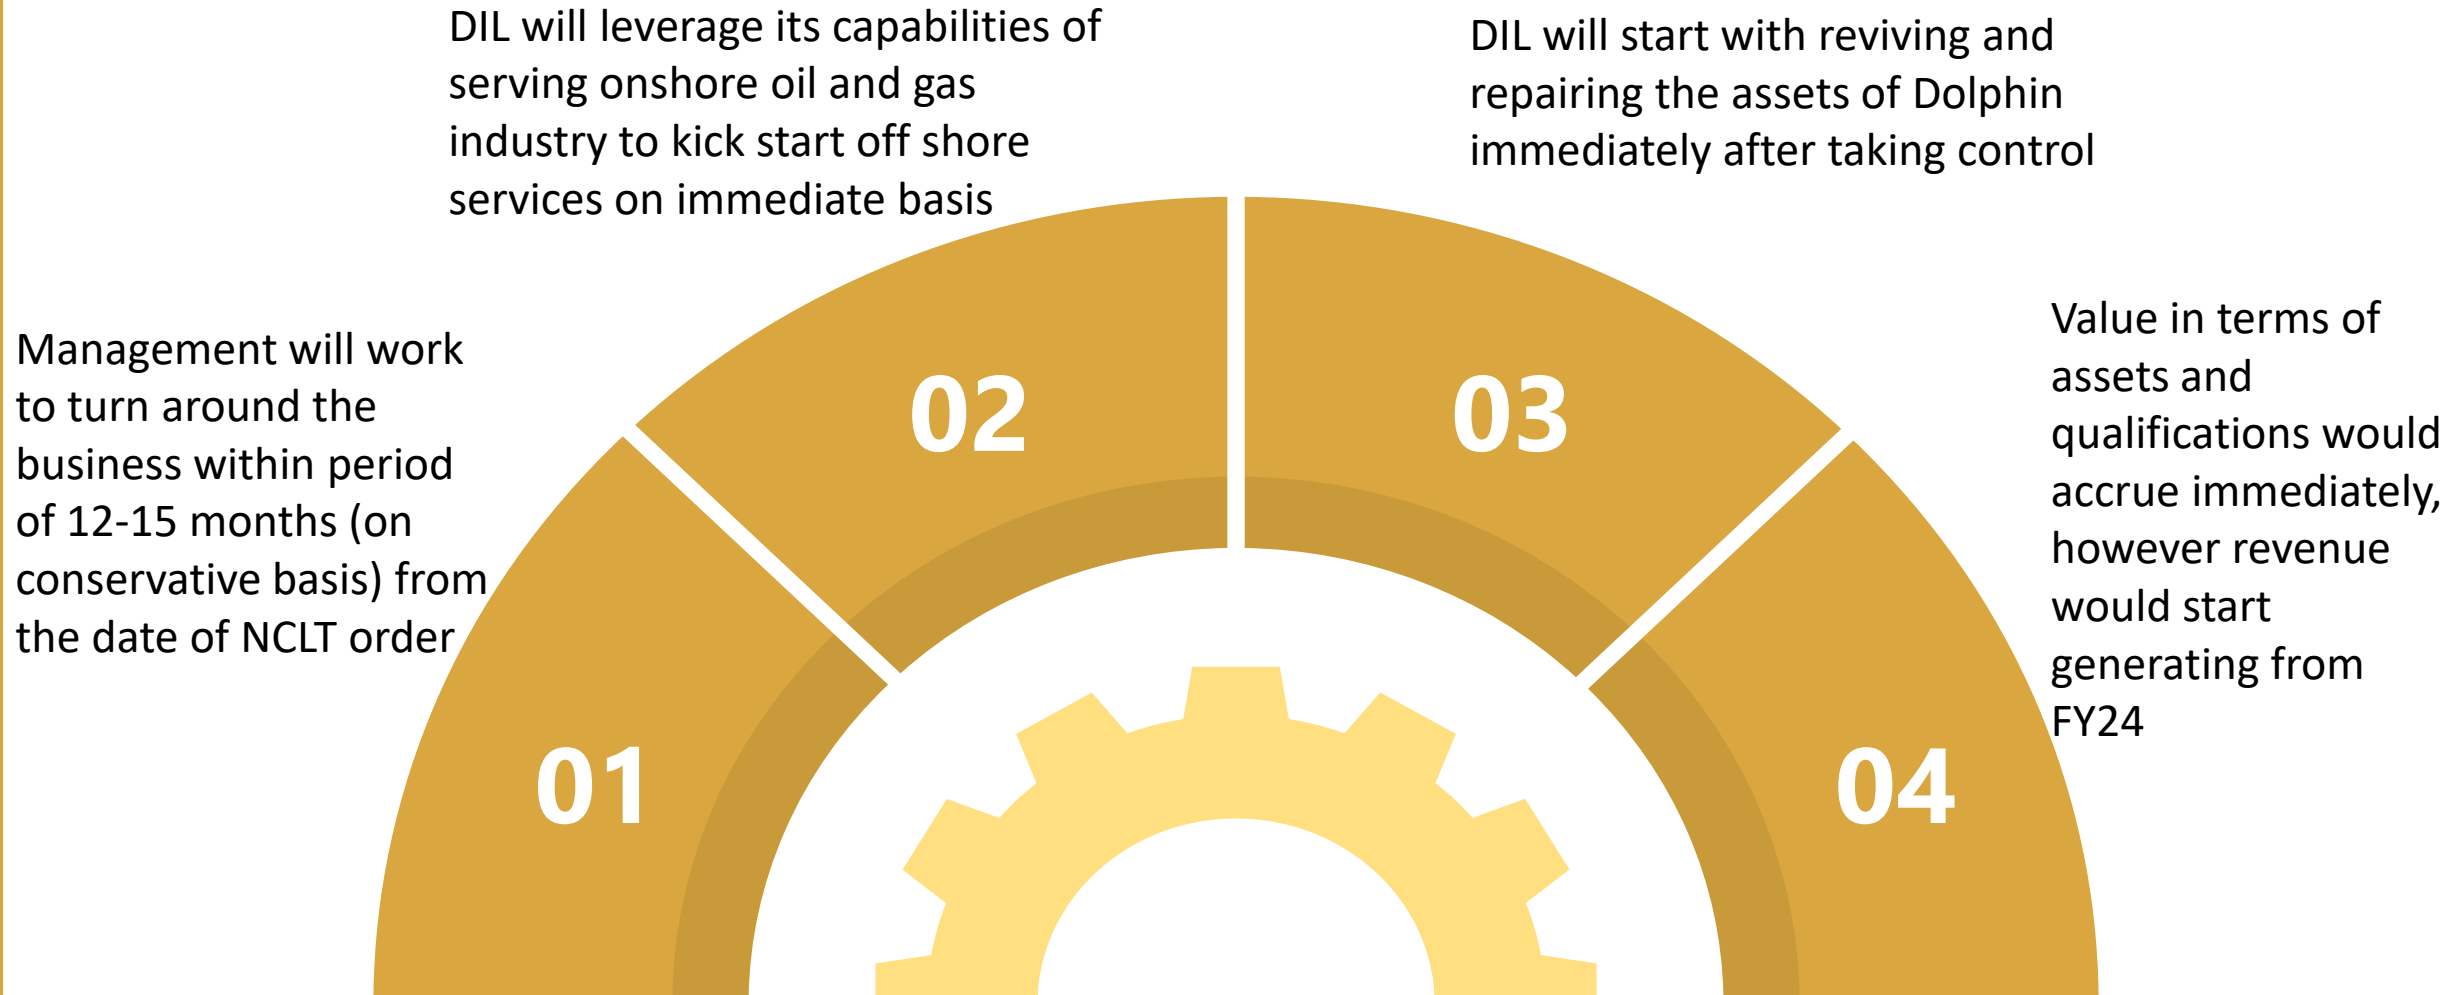 DIL will leverage its capabilities of
serving onshore oil and gas
industry to kick start off shore
services on immediate basis
DIL will start with reviving and
repairing the assets of Dolphin
immediately after taking control
Management will work
to turn around the
business within period
of 12-15 months (on
conservative basis) from
the date of NCLT order
Value in terms of
assets and
qualifications would
accrue immediately,
however revenue
would start
generating from
FY24
02
03
01
04